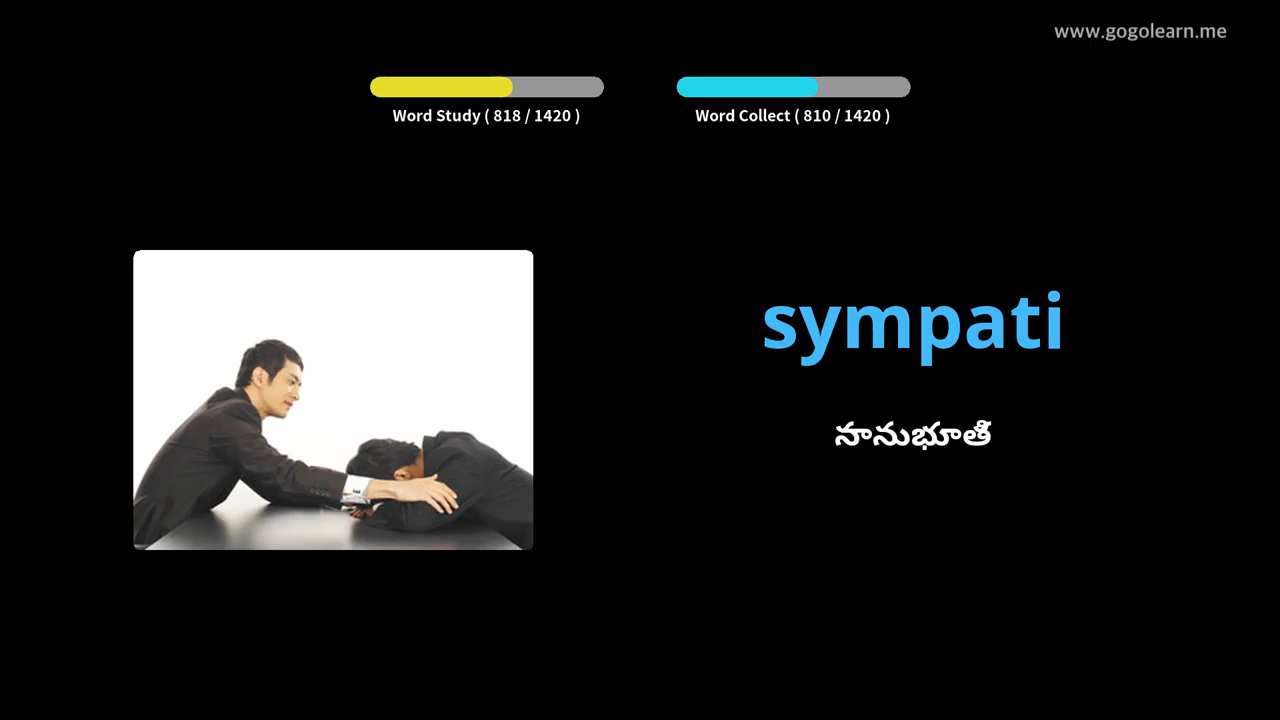 www.gogolearn.me
Word Study ( 818 / 1420 )
Word Collect ( 810 / 1420 )
sympati
నానుభూతి